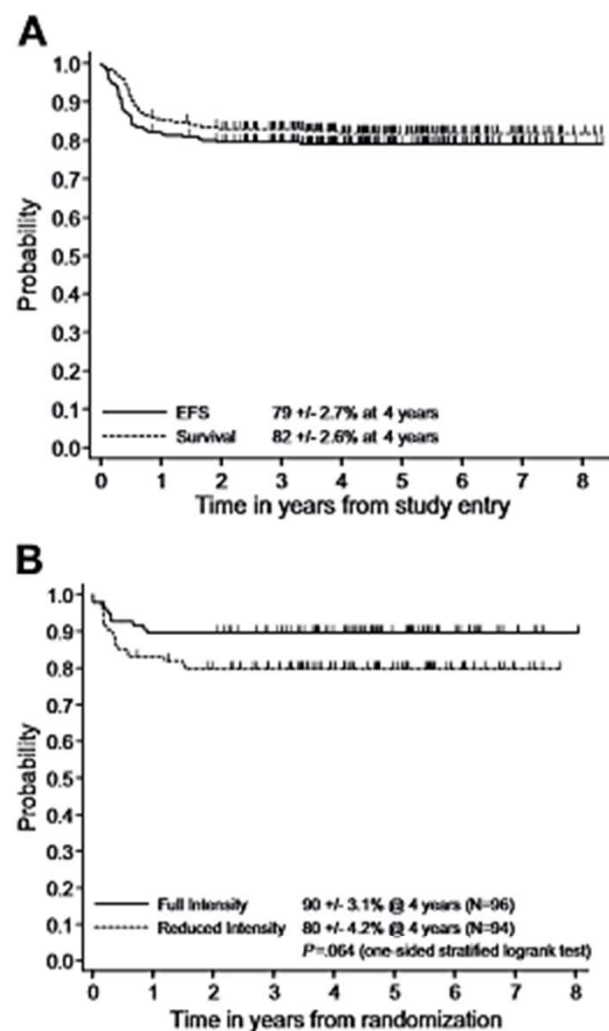 A
1.0
0.9
0.8
0.7
0.6
0.5
0.4
0.3
0.2
0.1
0.0
Probability
EFS 79 +/- 2.7% at 4 years
Survival 82 +/- 2.6% at 4 years
0 1 2 3 4 5 6 7 8
Time in years from study entry
B
1.0
0.9
0.8
0.7
0.6
0.5
0.4
0.3
0.2
0.1
0.0
Probability
Full Intensity 90 +/- 3.1% @ 4 years (N=96)
Reduced Intensity 80 +/- 4.2% @ 4 years (N=94)
P=.064 (one-sided stratified logrank test)
0 1 2 3 4 5 6 7 8
Time in years from randomization